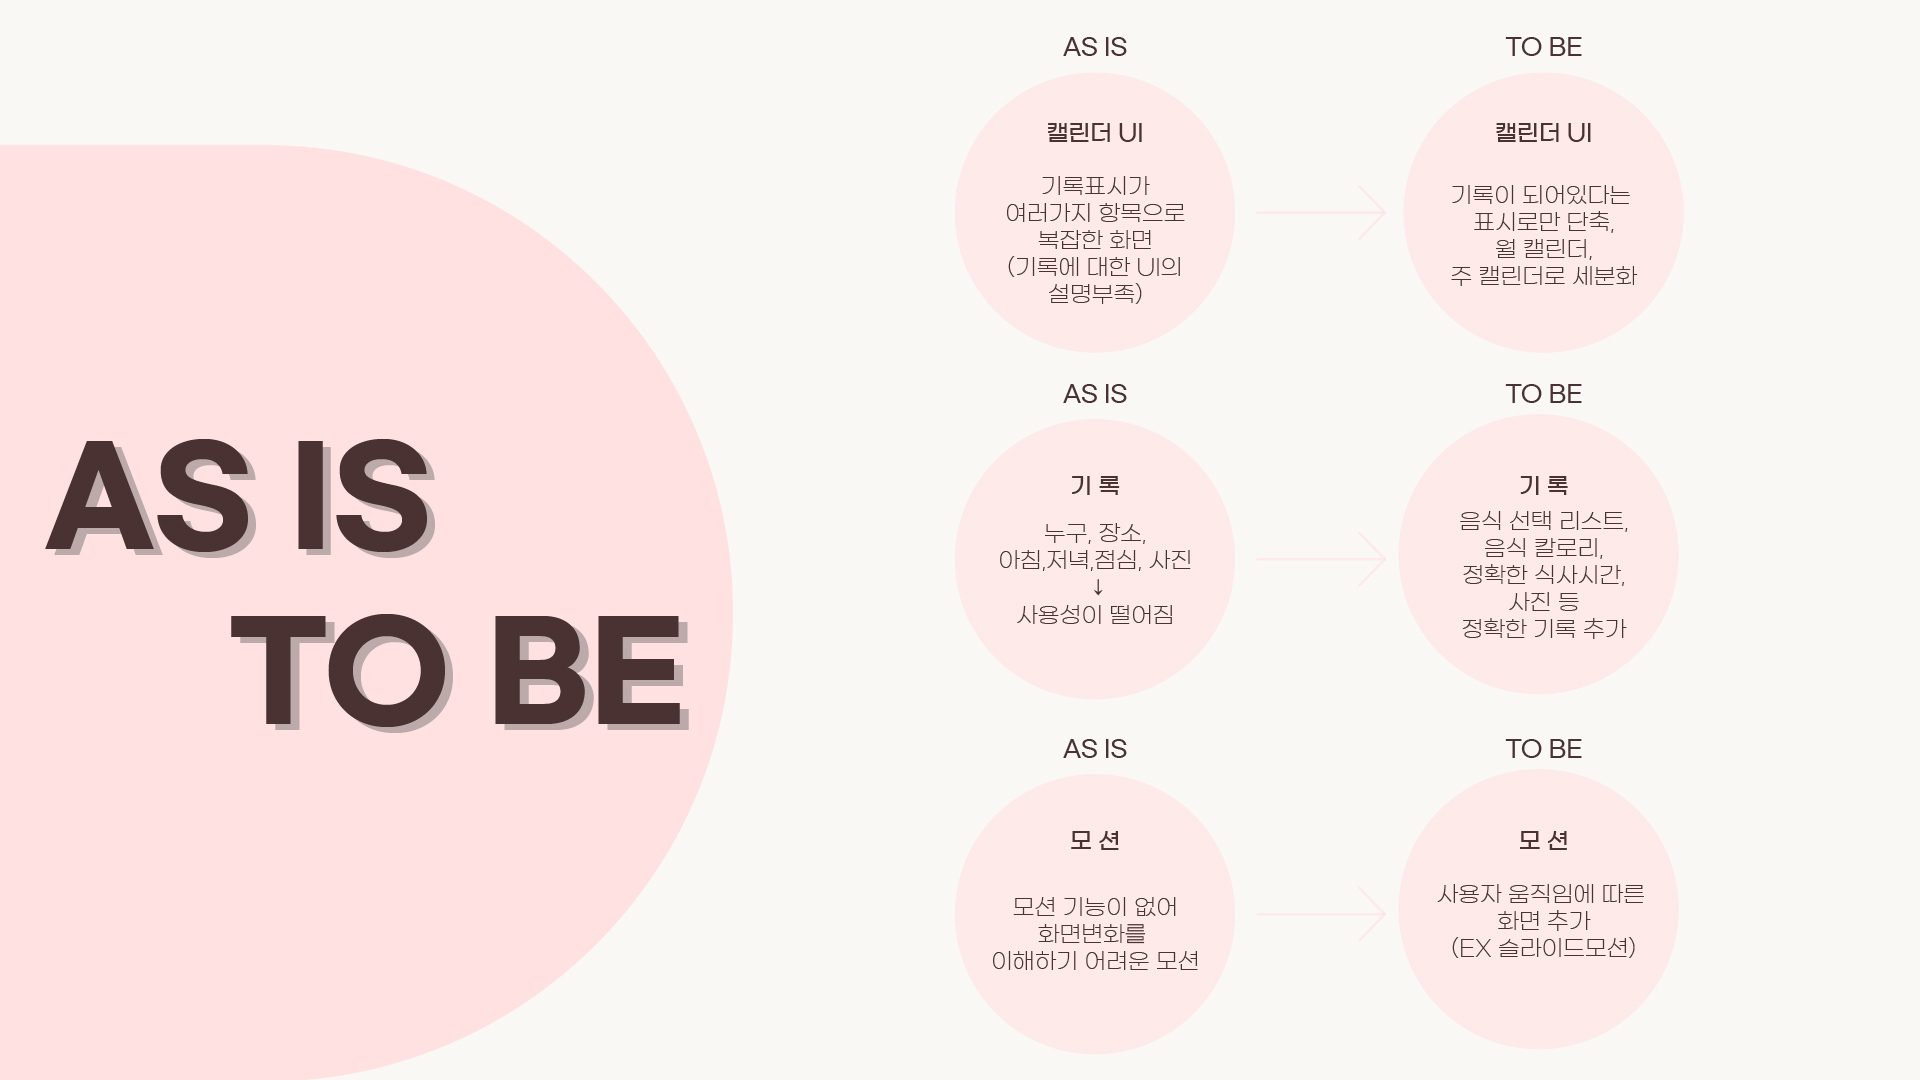 AS IS
TO BE
AS IS
캘린더 UI
기록표시가
여러가지 항목으로
복잡한 화면
(기록에 대한 UI의
설명부족)
TO BE
캘린더 UI
기록이 되어있다는
표시로만 단축,
월 캘린더,
주 캘린더로 세분화
AS IS
기 록
누구, 장소,
아침,저녁,점심, 사진
↓
사용성이 떨어짐
TO BE
기 록
음식 선택 리스트,
음식 칼로리,
정확한 식사시간,
사진 등
정확한 기록 추가
AS IS
모 션
모션 기능이 없어
화면변화를
이해하기 어려운 모션
TO BE
모 션
사용자 움직임에 따른
화면 추가
(EX 슬라이드모션)